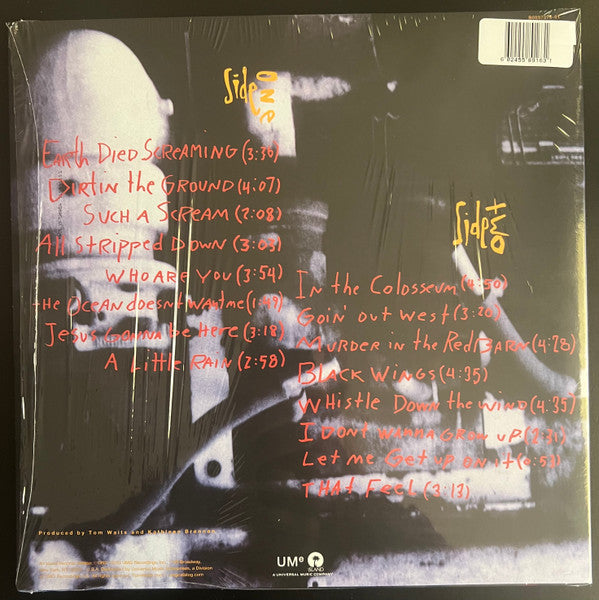 Side ONE
Earth Died Screaming (3:36)
Dirt in the Ground (4:07)
Such a Scream (2:08)
All Stripped Down (3:03)
Who Are You (3:54)
the Ocean doesn't want me (1:49)
Jesus Gonna be Here (3:18)
A Little Rain (2:58)
Side two
In the Colosseum (4:50)
Goin' Out West (3:20)
Murder in the Red Barn (4:28)
Black Wings (4:35)
Whistle Down the Wind (4:35)
I Dont Wanna Grow up (2:31)
Let me Get up on it (0:53)
That Feel (3:13)
Produced by Tom Waits and Kathleen Brennan
UMe
ISLAND
A UNIVERSAL MUSIC COMPANY